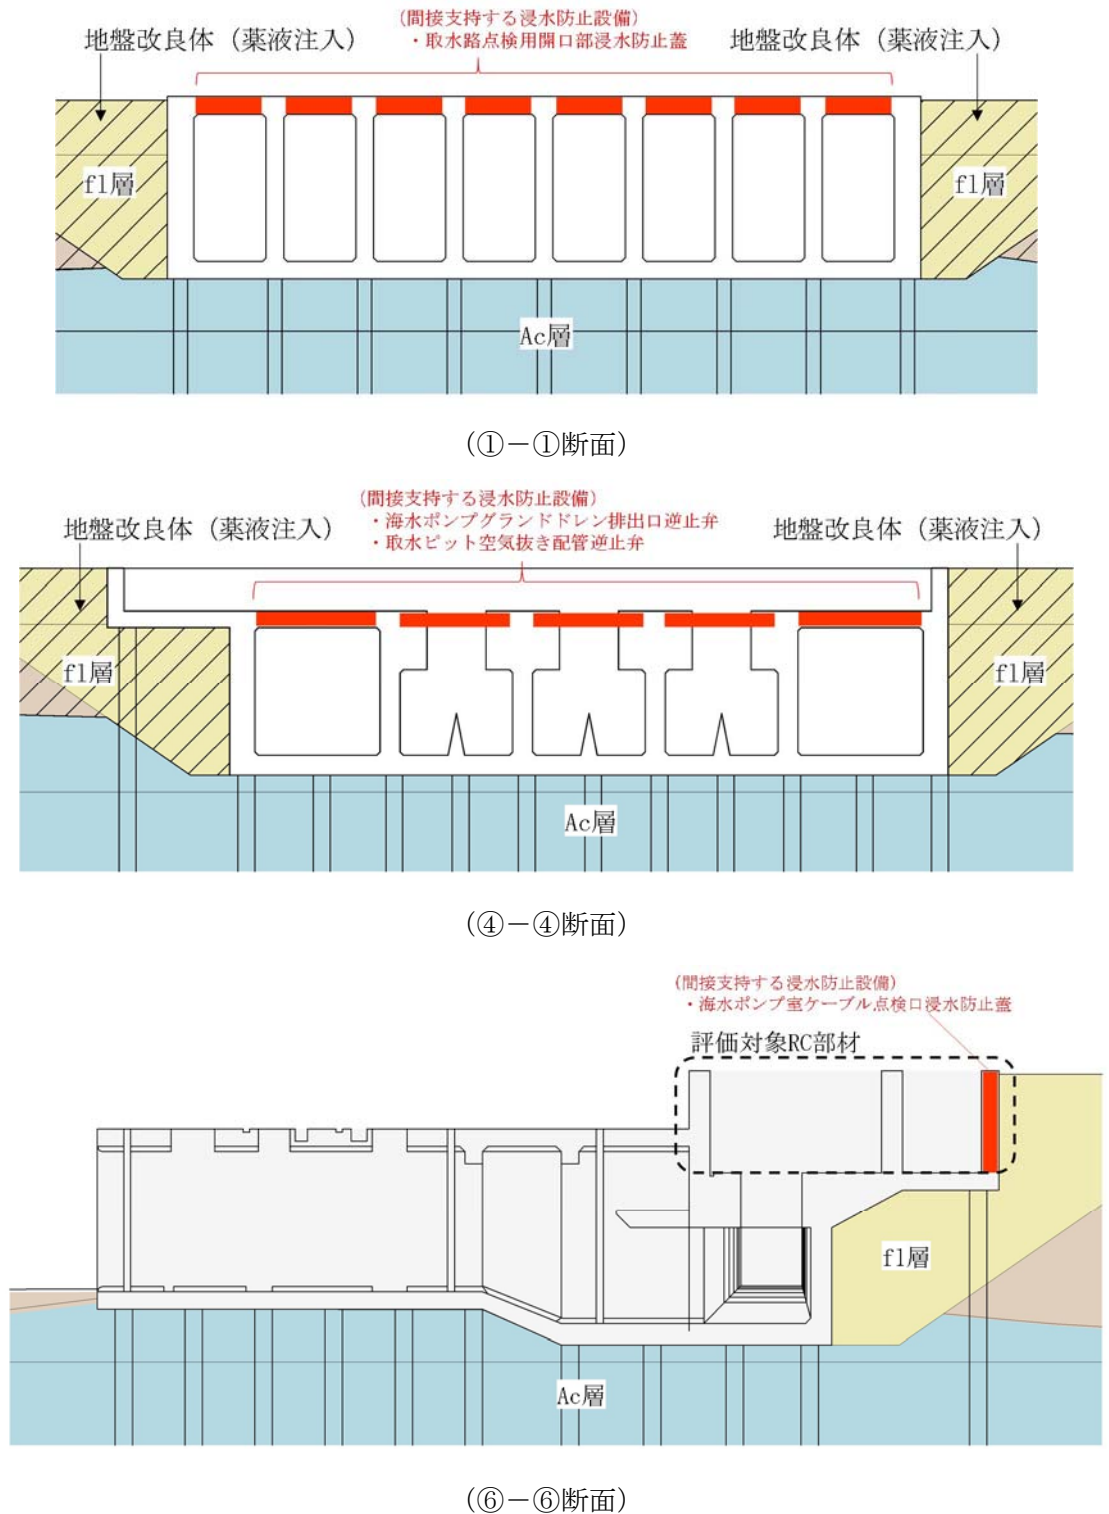 (間接支持する浸水防止設備)
・取水路点検用開口部浸水防止蓋
地盤改良体（薬液注入）
地盤改良体（薬液注入）
fl層
fl層
Ac層
(①－①断面)
(間接支持する浸水防止設備)
・海水ポンプグランドドレン排出口逆止弁
・取水ピット空気抜き配管逆止弁
地盤改良体（薬液注入）
地盤改良体（薬液注入）
fl層
fl層
Ac層
(④－④断面)
(間接支持する浸水防止設備)
・海水ポンプ室ケーブル点検口浸水防止蓋
評価対象RC部材
fl層
Ac層
(⑥－⑥断面)